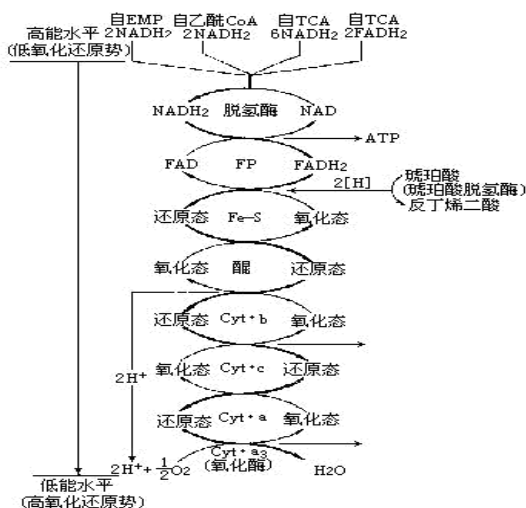 自EMP 自乙酰CoA 自TCA 自TCA
高能水平 2NADH₂ 2NADH₂ 6NADH₂ 2FADH₂
(低氧化还原势)
NADH₂ 脱氢酶 NAD
ATP
FAD FP FADH₂
2[H]
琥珀酸
(琥珀酸脱氢酶)
反丁烯二酸
还原态 Fe—S 氧化态
氧化态 醌 还原态
还原态 Cyt·b 氧化态
2H⁺ 氧化态 Cyt·c 还原态
还原态 Cyt·a 氧化态
Cyt·a₃
(氧化酶)
2H⁺+½O₂ H₂O
低能水平
(高氧化还原势)